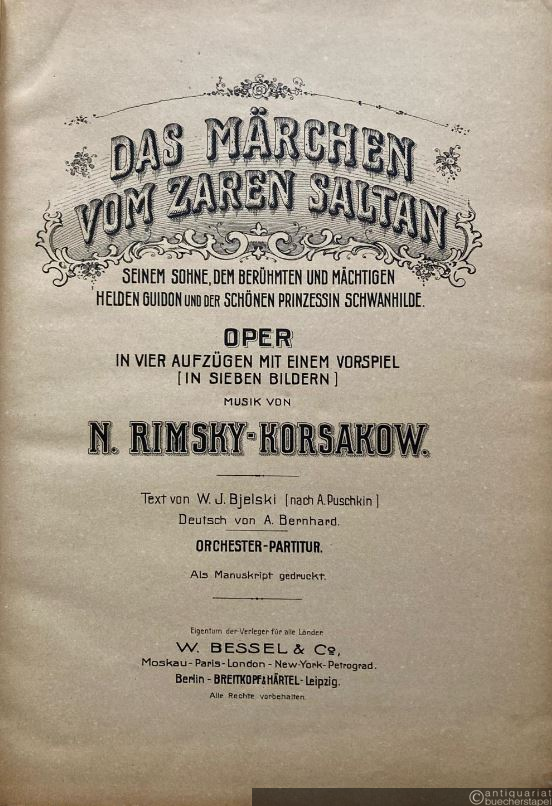 DAS MÄRCHEN
VOM ZAREN SALTAN
SEINEM SOHNE, DEM BERÜHMTEN UND MÄCHTIGEN
HELDEN GUIDON UND DER SCHÖNEN PRINZESSIN SCHWANHILDE.
OPER
IN VIER AUFZÜGEN MIT EINEM VORSPIEL
[IN SIEBEN BILDERN]
MUSIK VON
N. RIMSKY-KORSAKOW.
Text von W. J. Bjelski [nach A. Puschkin]
Deutsch von A. Bernhard.
ORCHESTER-PARTITUR.
Als Manuskript gedruckt.
Eigentum der Verleger für alle Länder
W. BESSEL & Co,
Moskau - Paris - London - New-York - Petrograd.
Berlin - BREITKOPF & HÄRTEL - Leipzig.
Alle Rechte vorbehalten.
©antiquariat
buecherstapel